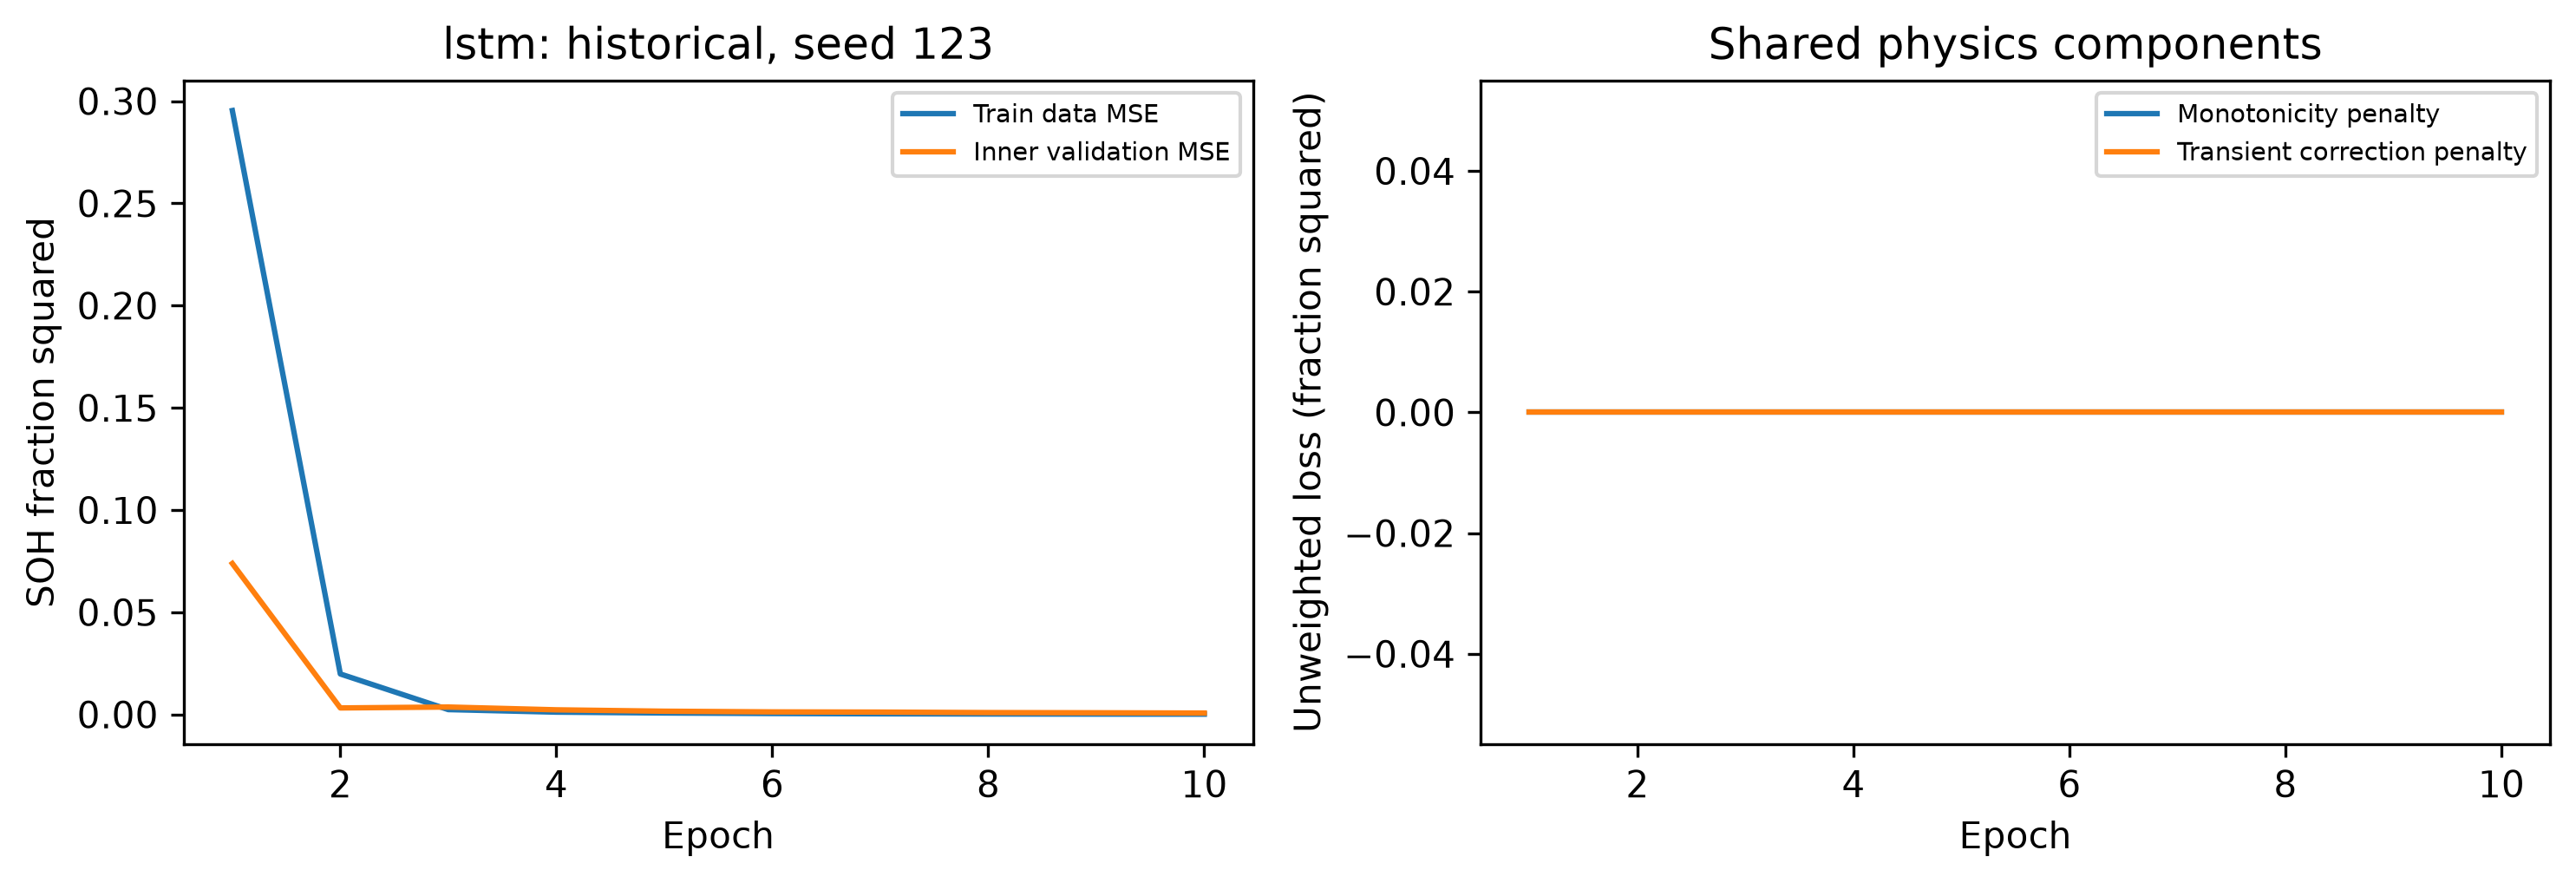 lstm: historical, seed 123
SOH fraction squared
0.30
0.25
0.20
0.15
0.10
0.05
0.00
Train data MSE
Inner validation MSE
2
4
6
8
10
Epoch
Shared physics components
Unweighted loss (fraction squared)
0.04
0.02
0.00
−0.02
−0.04
Monotonicity penalty
Transient correction penalty
2
4
6
8
10
Epoch